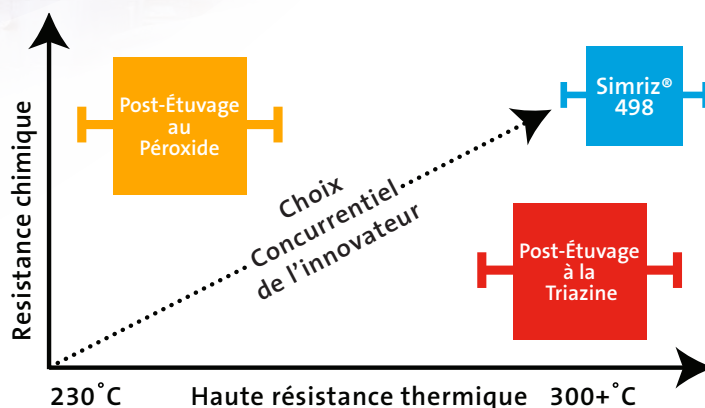 Resistance chimique
Post-Étuvage
au
Péroxide
Simriz®
498
Choix
Concurrentiel
de l'innovateur
Post-Étuvage
à la
Triazine
230°C
Haute résistance thermique
300+°C